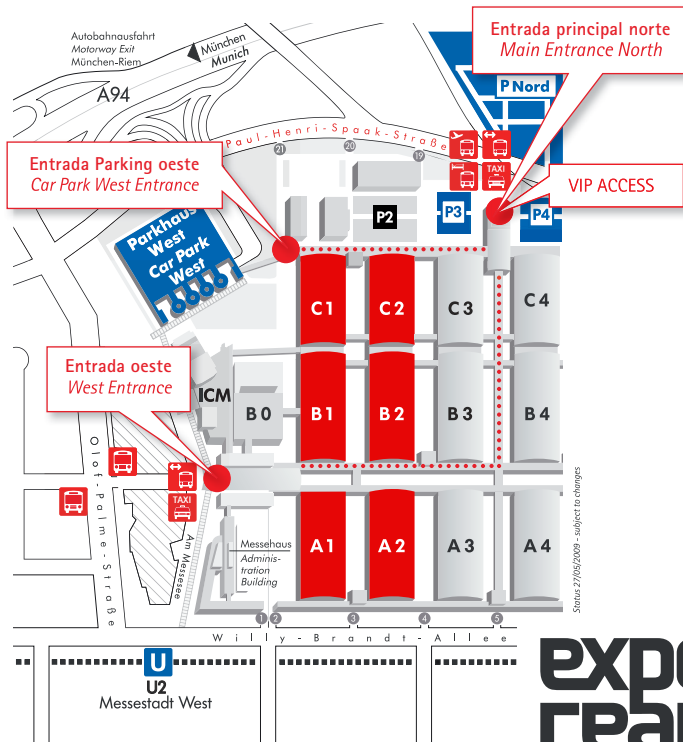 Autobahnausfahrt
Motorway Exit
München-Riem
A94
München
Munich
Entrada principal norte
Main Entrance North
P Nord
Paul-Henri-Spaak-Straße
21
20
19
TAXI
VIP ACCESS
Entrada Parking oeste
Car Park West Entrance
P2
P3
P4
Parkhaus
West
Car Park
West
C1
C2
C3
C4
Entrada oeste
West Entrance
ICM
B0
B1
B2
B3
B4
TAXI
Olof-Palme-Straße
Am Messesee
Messehaus
Adminis-
tration
Building
A1
A2
A3
A4
Status 27/05/2009 - subject to changes
1
2
3
4
5
Willy-Brandt-Allee
U
U2
Messestadt West
expo
real